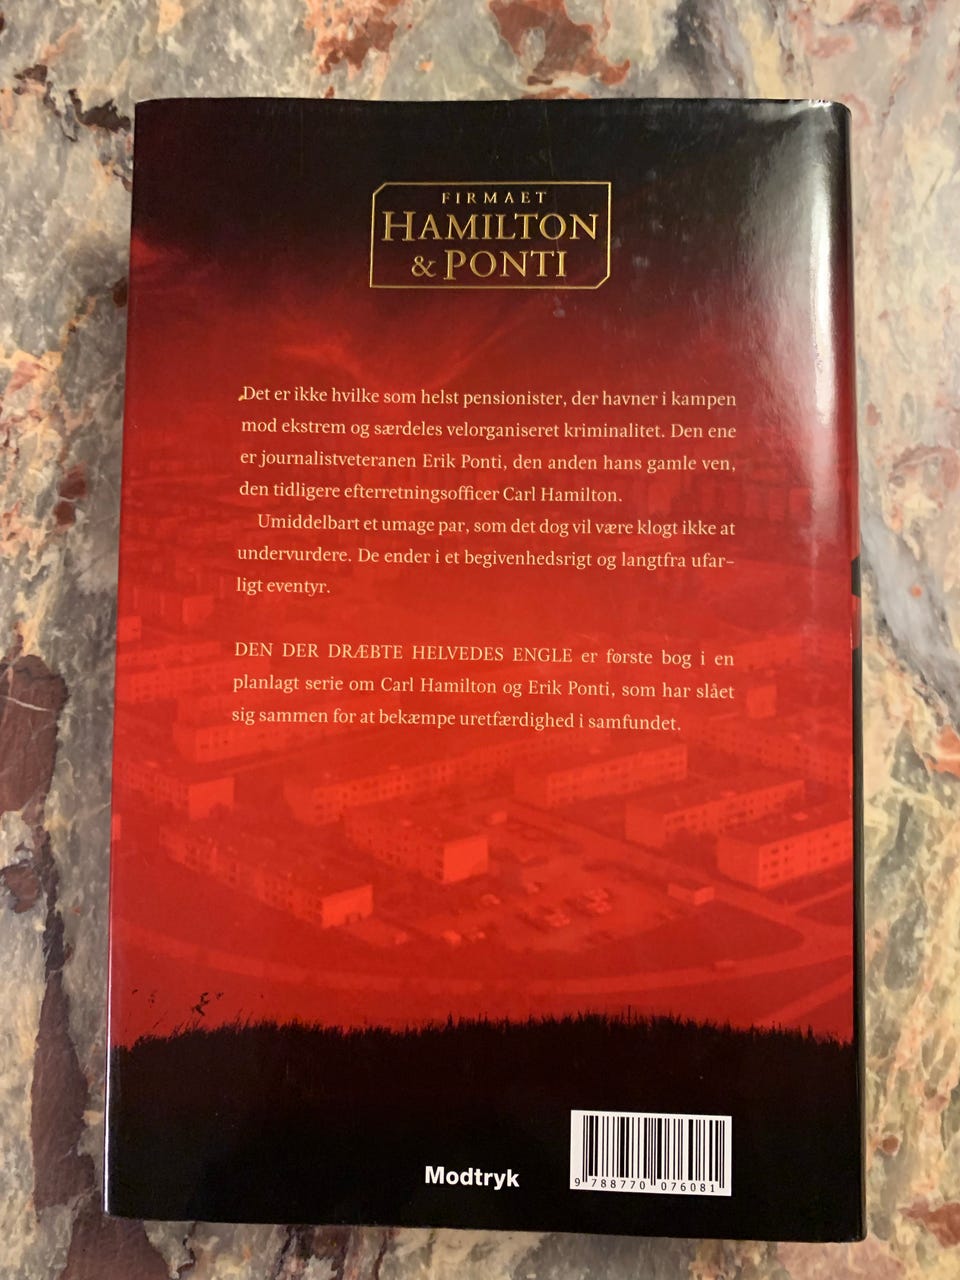 FIRMAET
HAMILTON
& PONTI
Det er ikke hvilke som helst pensionister, der havner i kampen
mod ekstrem og særdeles velorganiseret kriminalitet. Den ene
er journalistveteranen Erik Ponti, den anden hans gamle ven,
den tidligere efterretningsofficer Carl Hamilton.
Umiddelbart et umage par, som det dog vil være klogt ikke at
undervurdere. De ender i et begivenhedsrigt og langtfra ufar-
ligt eventyr.
DEN DER DRÆBTE HELVEDES ENGLE er første bog i en
planlagt serie om Carl Hamilton og Erik Ponti, som har slået
sig sammen for at bekæmpe uretfærdighed i samfundet.
Modtryk
9 788770 076081